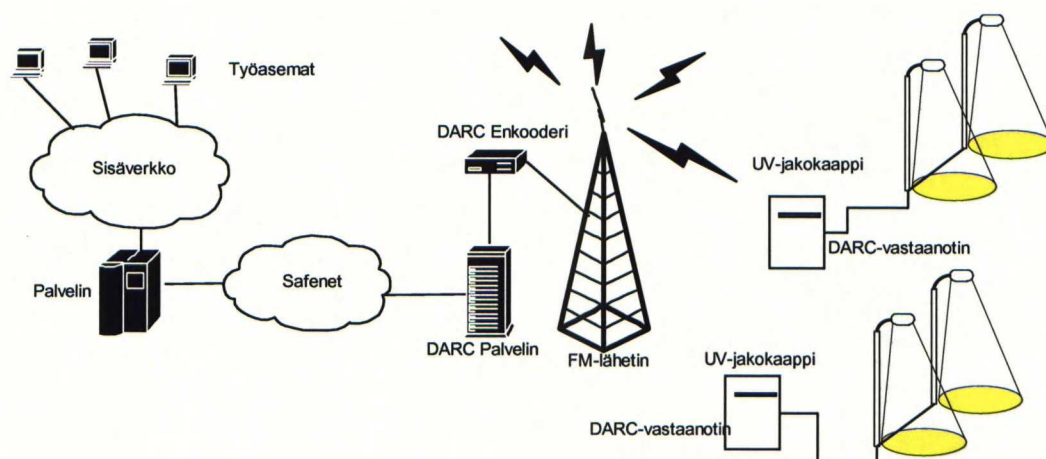 Työasemat
Sisäverkko
DARC Enkooderi
UV-jakokaappi
DARC-vastaanotin
Palvelin
Safenet
DARC Palvelin
FM-lähetin
UV-jakokaappi
DARC-vastaanotin